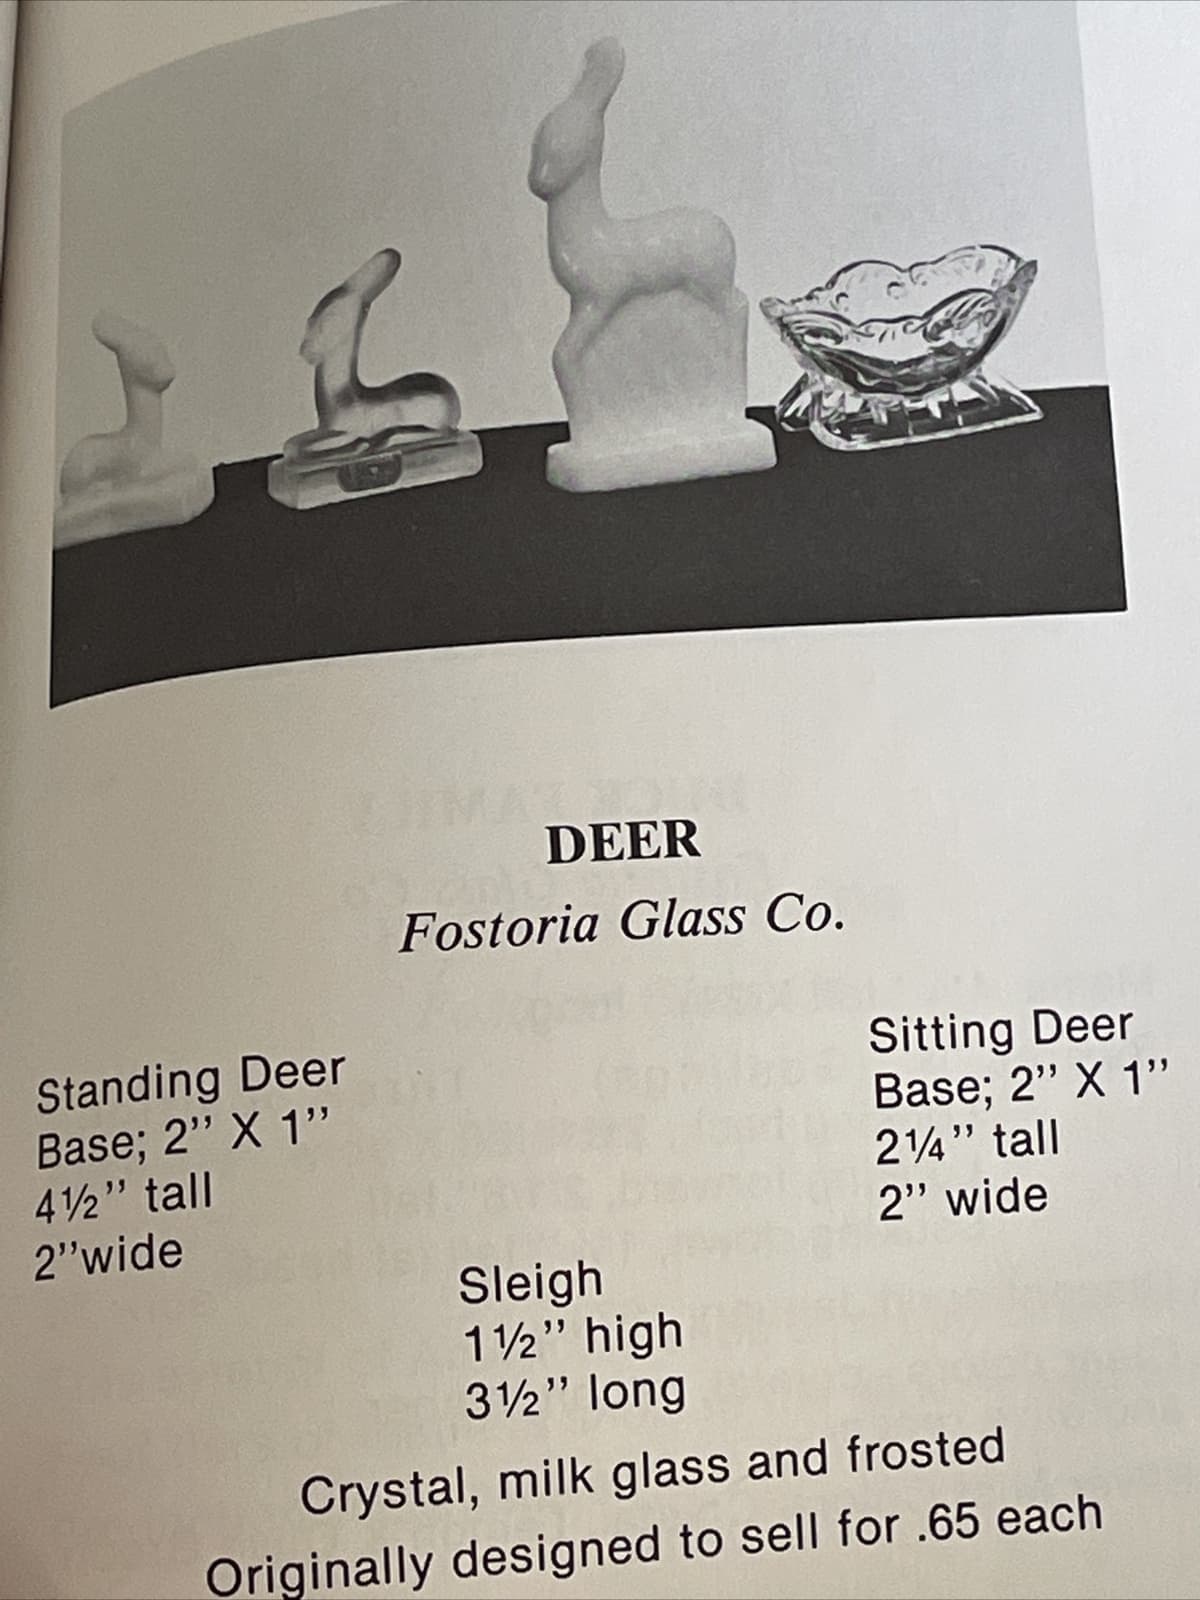 DEER
Fostoria Glass Co.
Standing Deer
Base; 2" X 1"
4½" tall
2"wide
Sitting Deer
Base; 2" X 1"
2¼" tall
2" wide
Sleigh
1½" high
3½" long
Crystal, milk glass and frosted
Originally designed to sell for .65 each